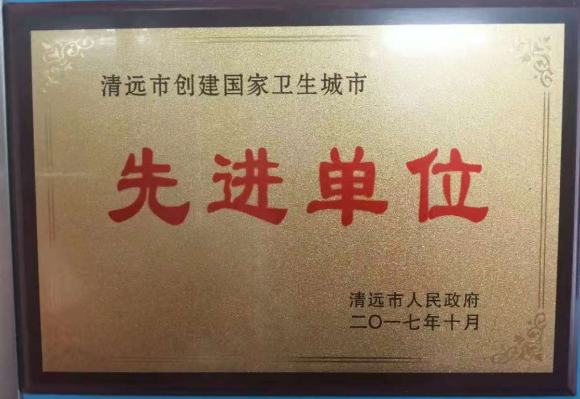 清远市创建国家卫生城市
先进单位
清远市人民政府
二〇一七年十月